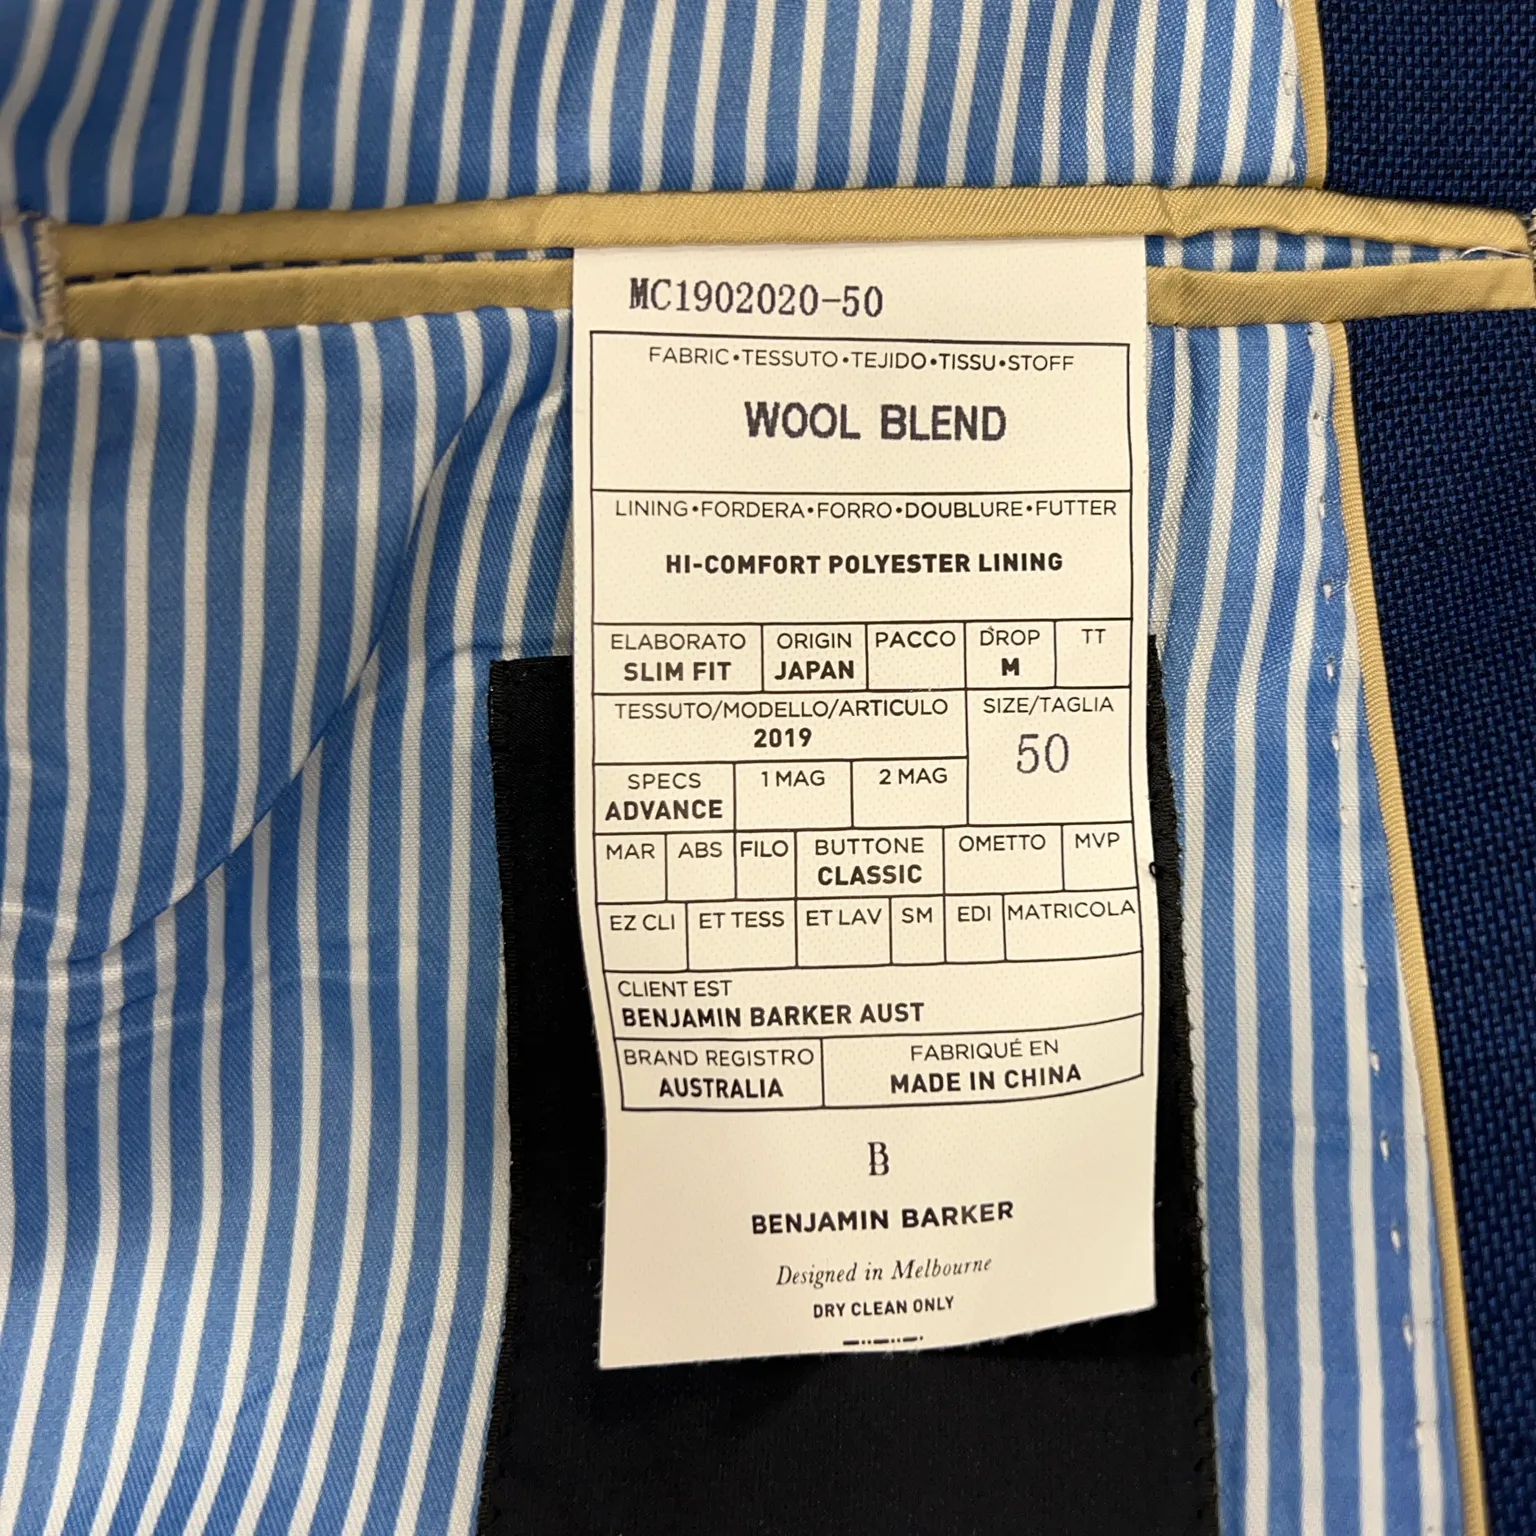 MC1902020-50
FABRIC•TESSUTO•TEJIDO•TISSU•STOFF
WOOL BLEND
LINING•FORDERA•FORRO•DOUBLURE•FUTTER
HI-COMFORT POLYESTER LINING
ELABORATO ORIGIN PACCO DROP TT
SLIM FIT JAPAN M
TESSUTO/MODELLO/ARTICULO SIZE/TAGLIA
2019 50
SPECS 1 MAG 2 MAG
ADVANCE
MAR ABS FILO BUTTONE OMETTO MVP
CLASSIC
EZ CLI ET TESS ET LAV SM EDI MATRICOLA
CLIENT EST
BENJAMIN BARKER AUST
BRAND REGISTRO FABRIQUÉ EN
AUSTRALIA MADE IN CHINA
B
BENJAMIN BARKER
Designed in Melbourne
DRY CLEAN ONLY